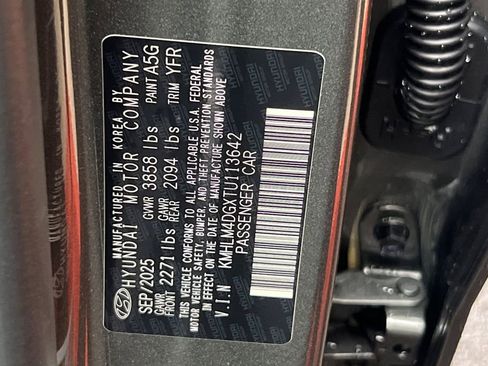 MANUFACTURED IN KOREA BY
HYUNDAI MOTOR COMPANY
SEP/2025 GVWR 3858 lbs PAINT A5G
GAWR FRONT 2271 lbs GAWR REAR 2094 lbs TRIM YFR
THIS VEHICLE CONFORMS TO ALL APPLICABLE U.S.A. FEDERAL
MOTOR VEHICLE SAFETY, BUMPER, AND THEFT PREVENTION STANDARDS
IN EFFECT ON THE DATE OF MANUFACTURE SHOWN ABOVE
V.I.N KMHLM4DGXTU113642
PASSENGER CAR